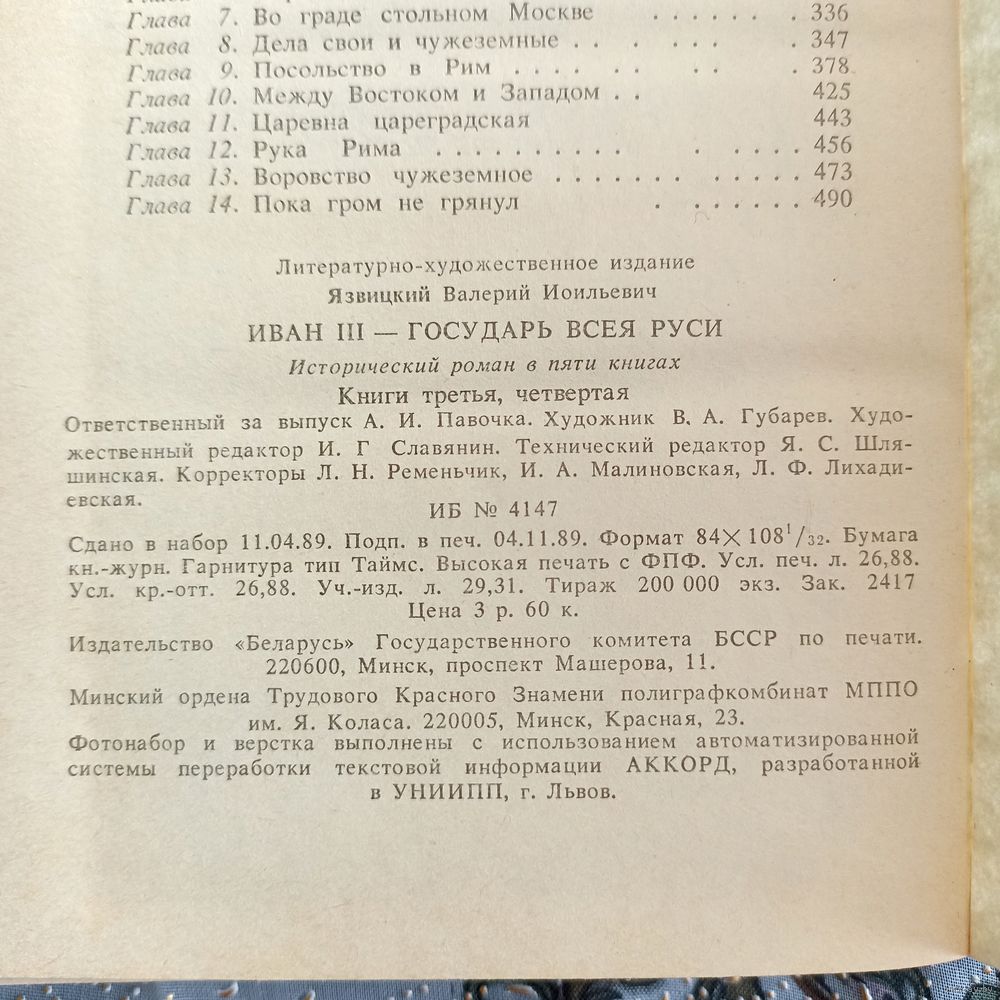 Глава 7. Во граде стольном Москве . . . . . . . 336
Глава 8. Дела свои и чужеземные . . . . . . . 347
Глава 9. Посольство в Рим . . . . . . . . . 378
Глава 10. Между Востоком и Западом . . 425
Глава 11. Царевна цареградская 443
Глава 12. Рука Рима . . . . . . . . . . . . . . . 456
Глава 13. Воровство чужеземное . . . . . . . . . . . . 473
Глава 14. Пока гром не грянул . . . . . . . 490
Литературно-художественное издание
Язвицкий Валерий Иоильевич
ИВАН III — ГОСУДАРЬ ВСЕЯ РУСИ
Исторический роман в пяти книгах
Книги третья, четвертая
Ответственный за выпуск А. И. Павочка. Художник В. А. Губарев. Худо-
жественный редактор И. Г Славянин. Технический редактор Я. С. Шля-
шинская. Корректоры Л. Н. Ременьчик, И. А. Малиновская, Л. Ф. Лихади-
евская.
ИБ № 4147
Сдано в набор 11.04.89. Подп. в печ. 04.11.89. Формат 84×108¹/₃₂. Бумага
кн.-журн. Гарнитура тип Таймс. Высокая печать с ФПФ. Усл. печ. л. 26,88.
Усл. кр.-отт. 26,88. Уч.-изд. л. 29,31. Тираж 200 000 экз. Зак. 2417
Цена 3 р. 60 к.
Издательство «Беларусь» Государственного комитета БССР по печати.
220600, Минск, проспект Машерова, 11.
Минский ордена Трудового Красного Знамени полиграфкомбинат МППО
им. Я. Коласа. 220005, Минск, Красная, 23.
Фотонабор и верстка выполнены с использованием автоматизированной
системы переработки текстовой информации АККОРД, разработанной
в УНИИПП, г. Львов.